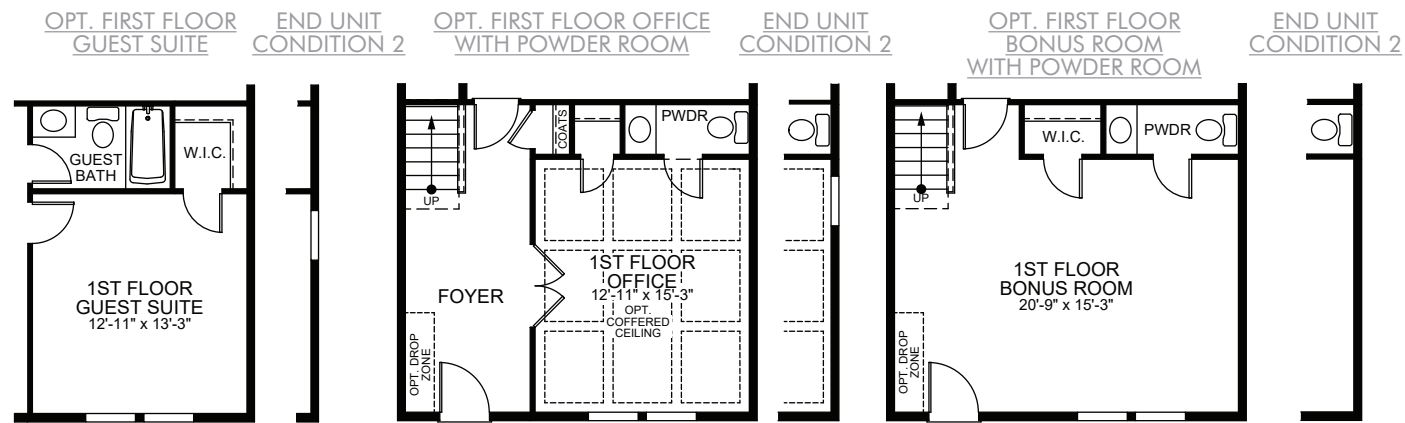 OPT. FIRST FLOOR
GUEST SUITE
END UNIT
CONDITION 2
OPT. FIRST FLOOR OFFICE
WITH POWDER ROOM
END UNIT
CONDITION 2
OPT. FIRST FLOOR
BONUS ROOM
WITH POWDER ROOM
END UNIT
CONDITION 2
GUEST
BATH
W.I.C.
1ST FLOOR
GUEST SUITE
12'-11" x 13'-3"
UP
COATS
PWDR
FOYER
1ST FLOOR
OFFICE
12'-11" x 15'-3"
OPT.
COFFERED
CEILING
OPT. DROP
ZONE
UP
W.I.C.
PWDR
1ST FLOOR
BONUS ROOM
20'-9" x 15'-3"
OPT. DROP
ZONE